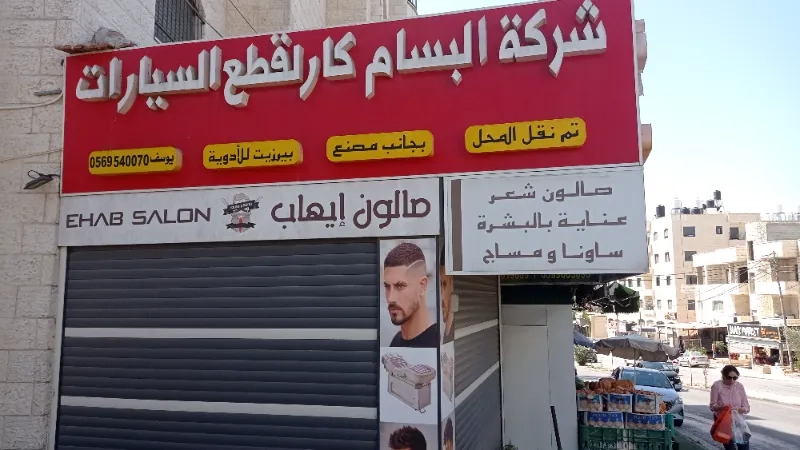 شركة البسام كار لقطع السيارات
تم نقل المحل
بجانب مصنع
بيرزيت للأدوية
يوسف 0569540070
EHAB SALON
صالون إيهاب
صالون شعر
عناية بالبشرة
ساونا و مساج